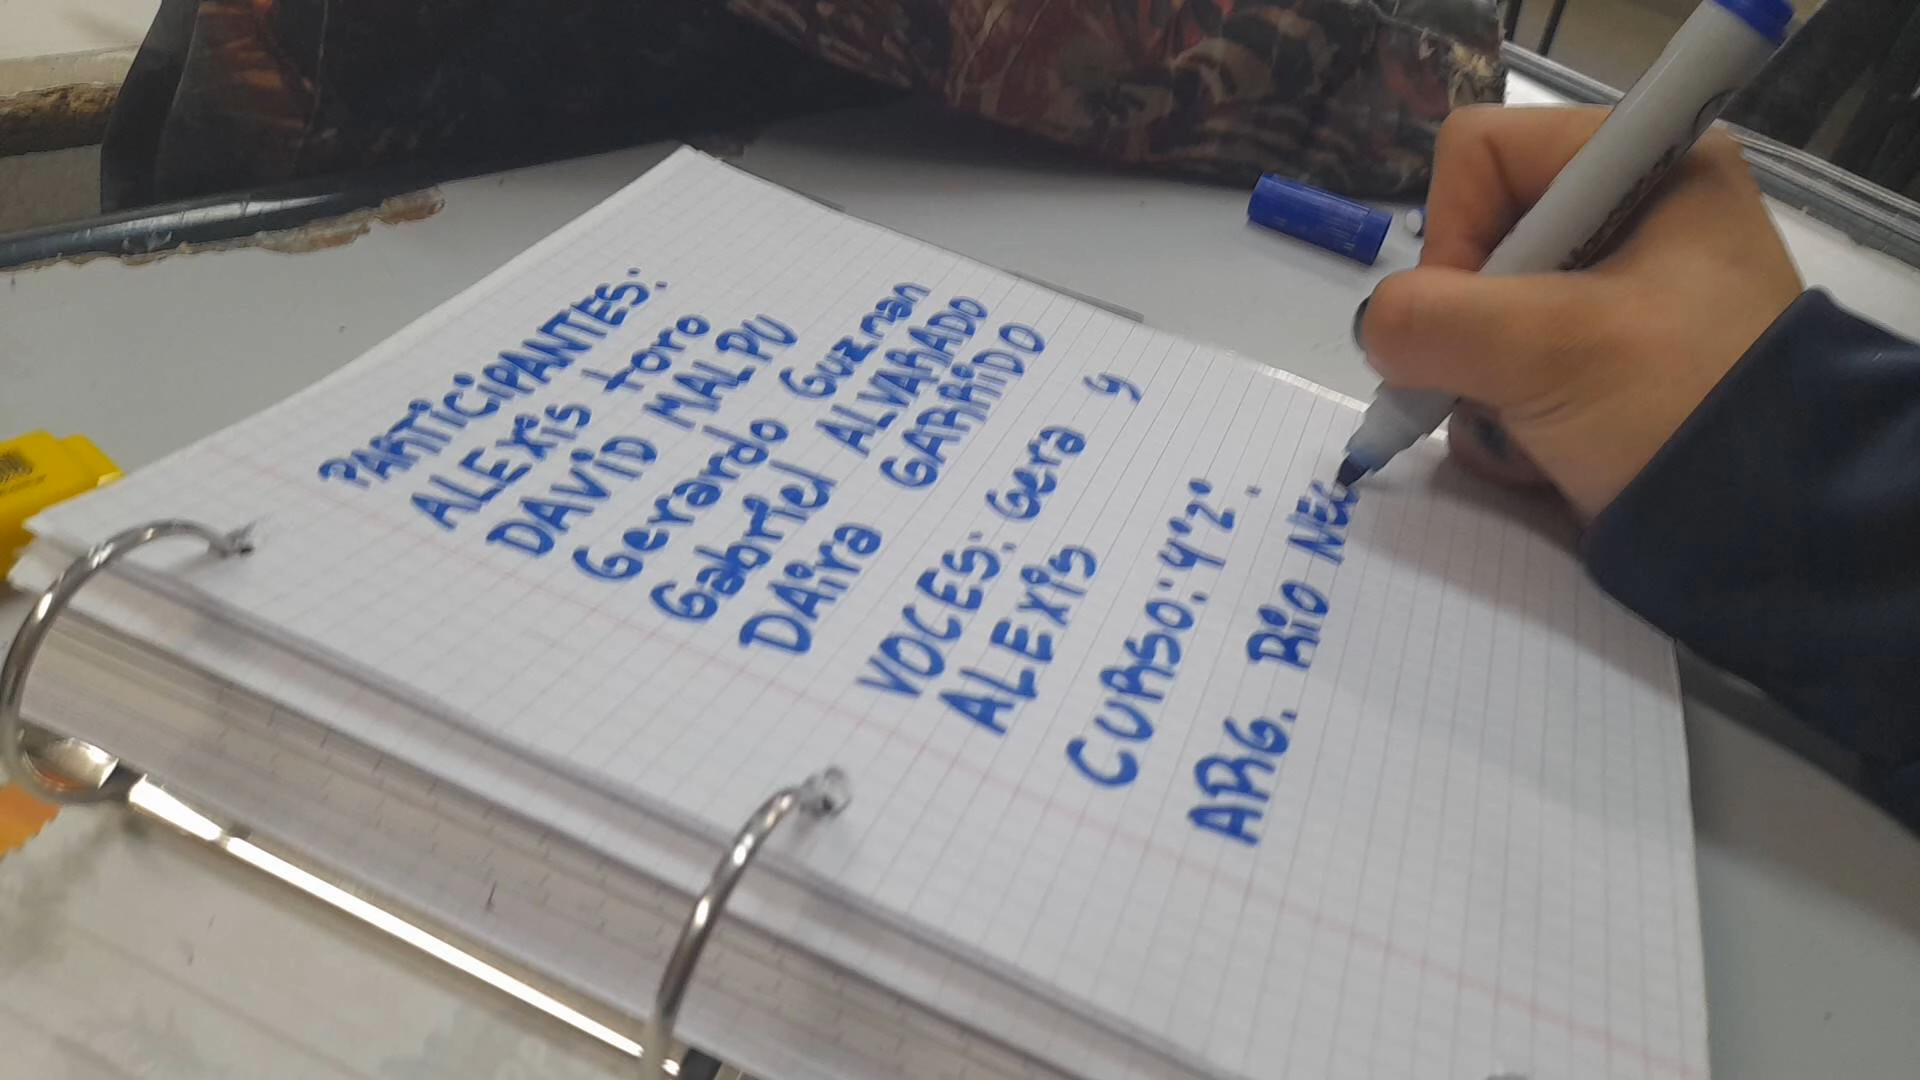 PARTiCiPANTES:
ALEXis toro
DAViD MALPU
Gerardo Guzman
Gabriel ALVARADO
DAira GARRiDO
VOCES: Gera y
ALEXis
CURSO: 4°2°.
ARG. Rio NEG